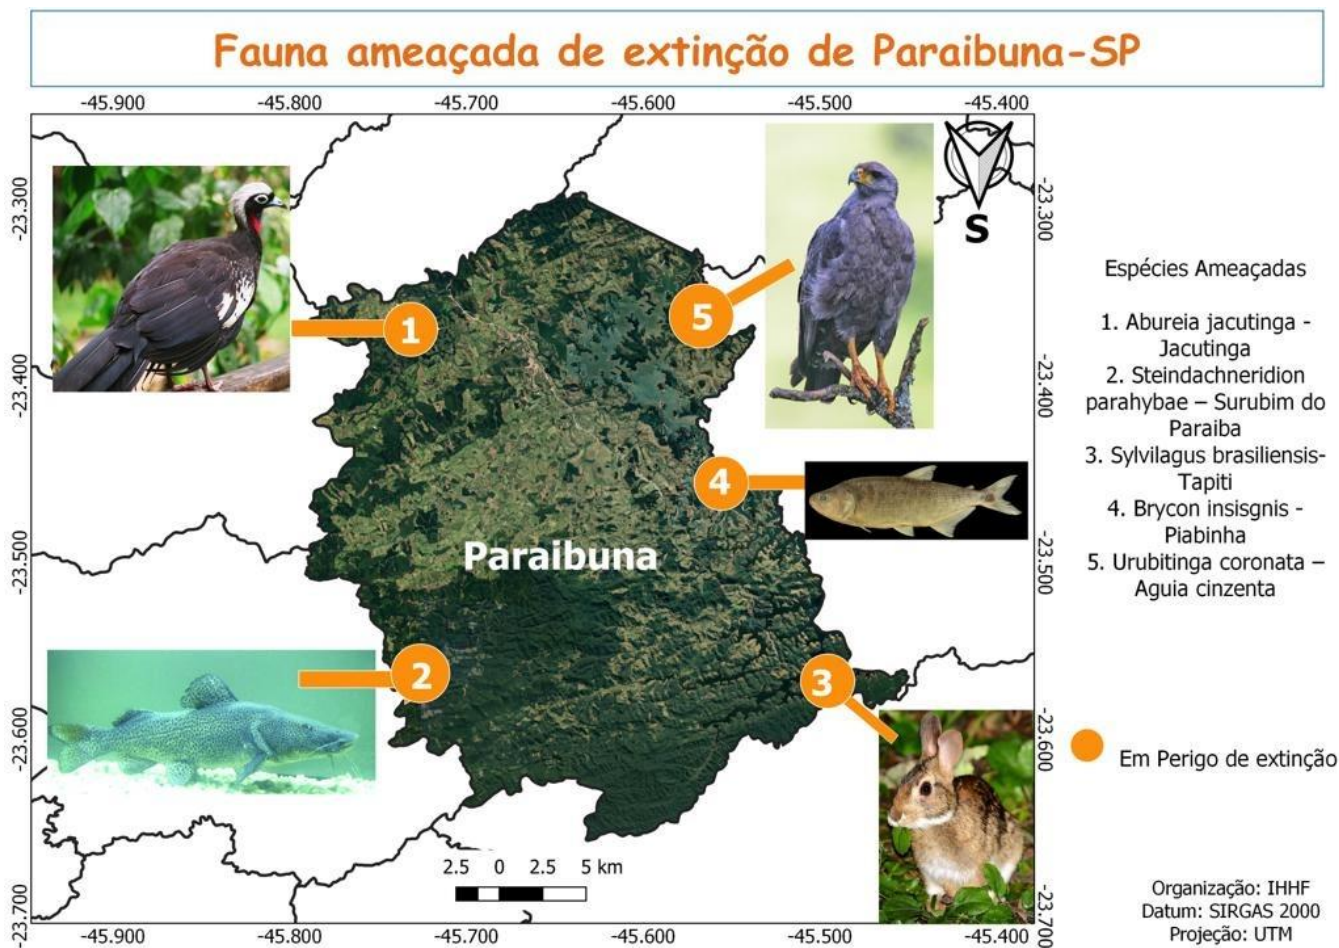 Fauna ameaçada de extinção de Paraibuna-SP
-45.900 -45.800 -45.700 -45.600 -45.500 -45.400
-23.300
-23.400
-23.500
-23.600
-23.700
S
-23.300
-23.400
-23.500
-23.600
-23.700
1
5
4
Paraibuna
2
3
2.5 0 2.5 5 km
-45.900 -45.800 -45.700 -45.600 -45.500 -45.400
Espécies Ameaçadas
1. Abureia jacutinga -
Jacutinga
2. Steindachneridion
parahybae – Surubim do
Paraiba
3. Sylvilagus brasiliensis-
Tapiti
4. Brycon insisgnis -
Piabinha
5. Urubitinga coronata –
Aguia cinzenta
Em Perigo de extinção
Organização: IHHF
Datum: SIRGAS 2000
Projeção: UTM